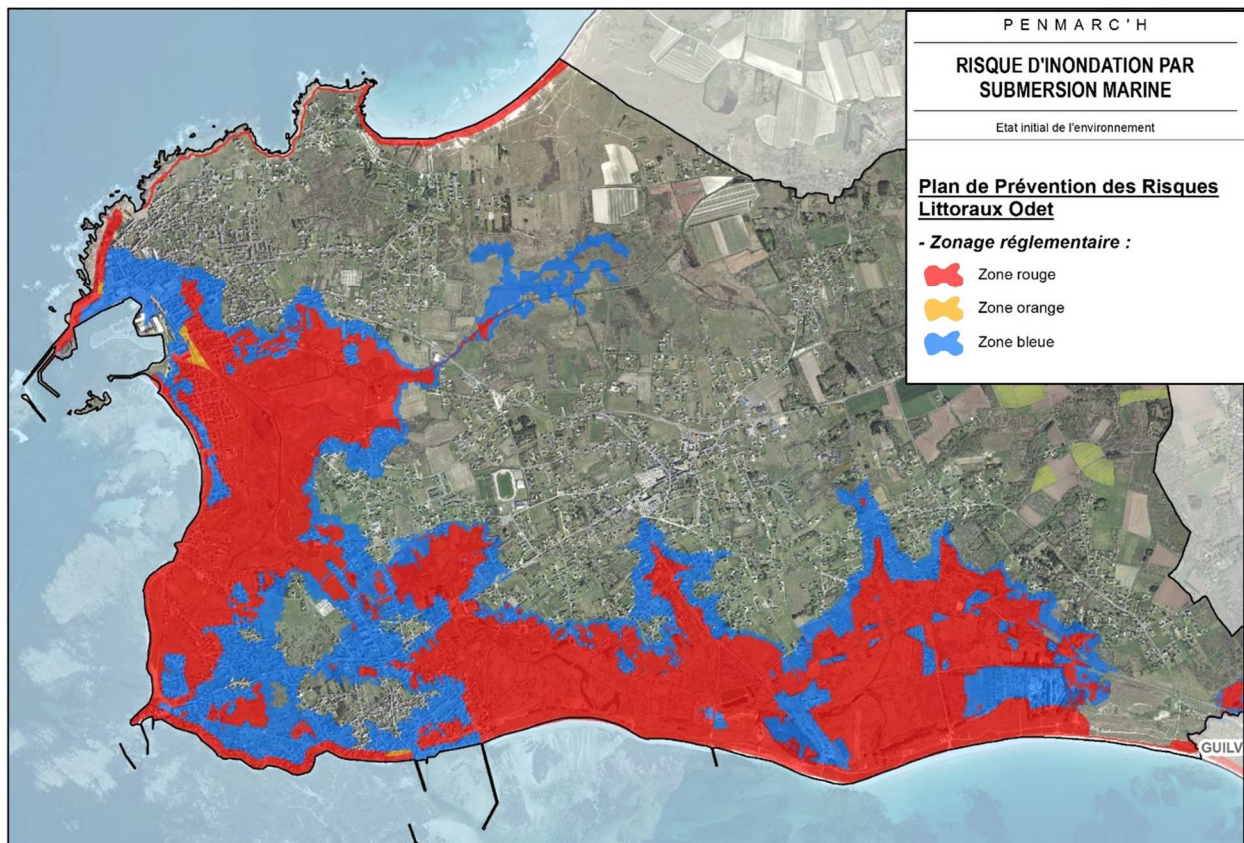 PENMARC'H
RISQUE D'INONDATION PAR
SUBMERSION MARINE
Etat initial de l'environnement
Plan de Prévention des Risques
Littoraux Odet
- Zonage réglementaire :
Zone rouge
Zone orange
Zone bleue
GUILV